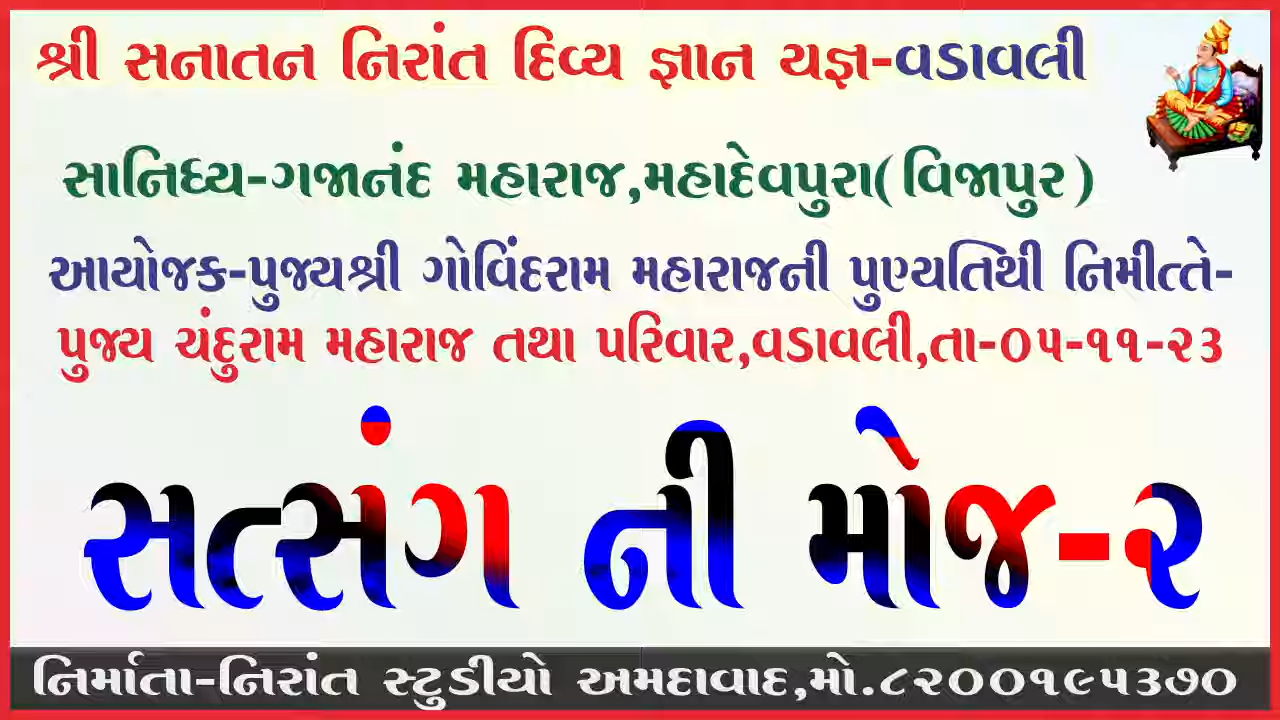 શ્રી સનાતન નિરાંત દિવ્ય જ્ઞાન યજ્ઞ-વડાવલી
સાનિધ્ય-ગજાનંદ મહારાજ,મહાદેવપુરા(વિજાપુર)
આયોજક-પુજ્યશ્રી ગોવિંદરામ મહારાજની પુણ્યતિથી નિમીત્તે-
પુજ્ય ચંદુરામ મહારાજ તથા પરિવાર,વડાવલી,તા-૦૫-૧૧-૨૩
સત્સંગ ની મોજ-૨
નિર્માતા-નિરાંત સ્ટુડીયો અમદાવાદ,મો.૮૨૦૦૧૯૫૩૭૦